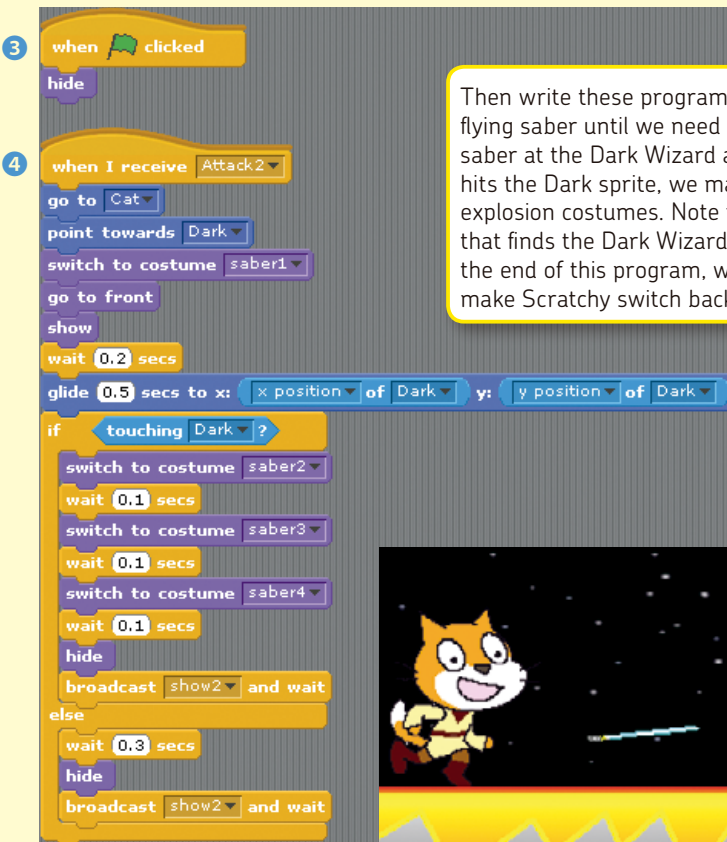 3
when clicked
hide
Then write these program
flying saber until we need
saber at the Dark Wizard
hits the Dark sprite, we
explosion costumes. Note
that finds the Dark Wizard
the end of this program,
make Scratchy switch back
4
when I receive Attack2
go to Cat
point towards Dark
switch to costume saber1
go to front
show
wait 0.2 secs
glide 0.5 secs to x: x position of Dark y: y position of Dark
if touching Dark ?
switch to costume saber2
wait 0.1 secs
switch to costume saber3
wait 0.1 secs
switch to costume saber4
wait 0.1 secs
hide
broadcast show2 and wait
else
wait 0.3 secs
hide
broadcast show2 and wait